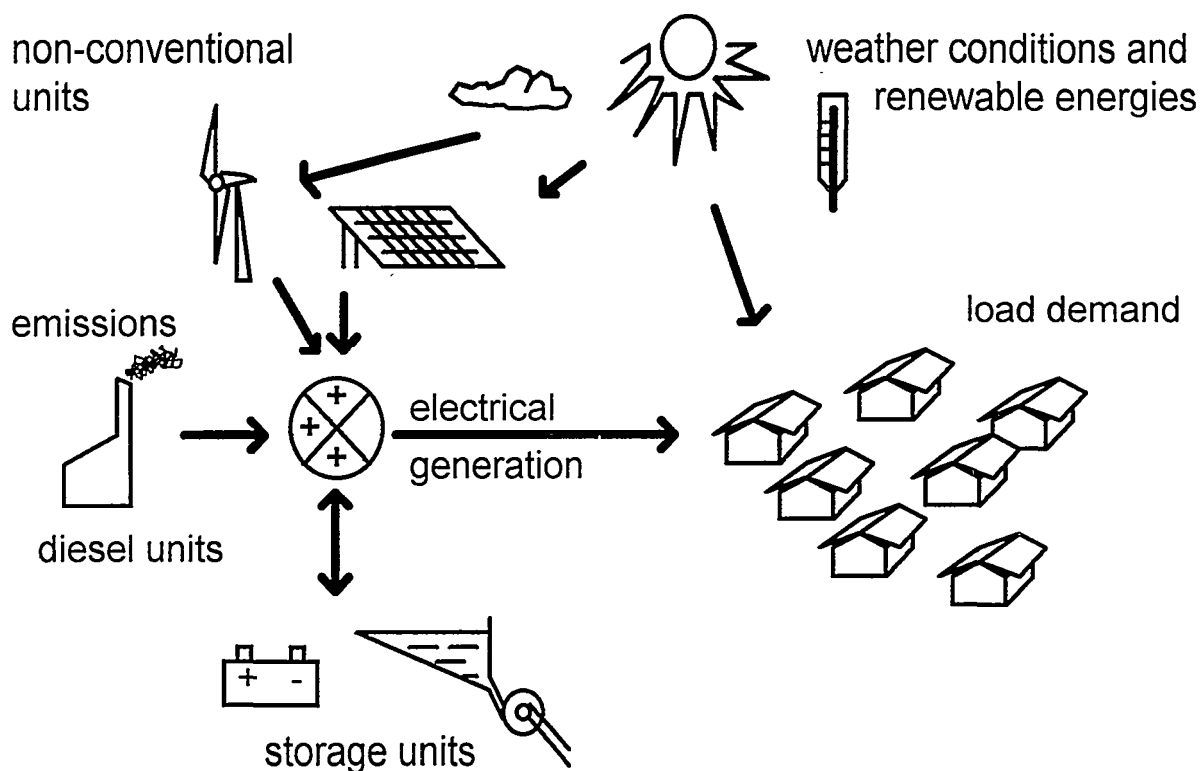 non-conventional
units
weather conditions and
renewable energies
emissions
load demand
+
+
+
electrical
generation
diesel units
+ -
storage units